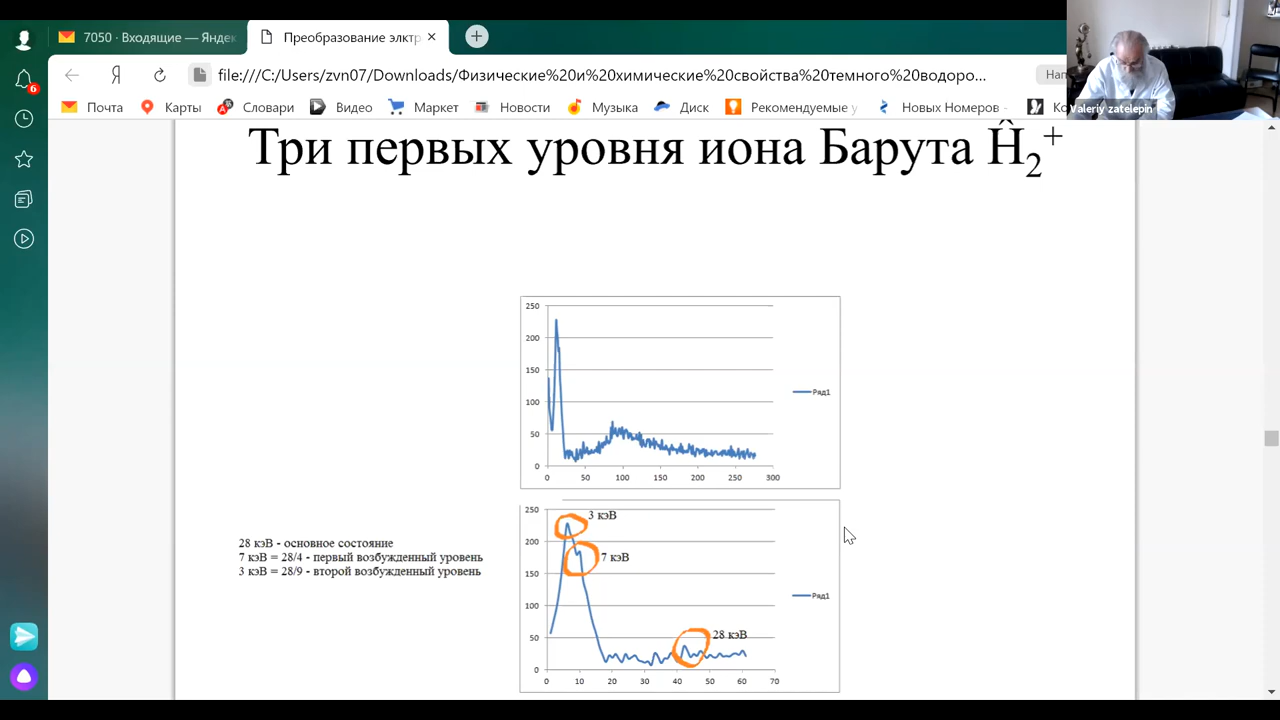 7050 · Входящие — Яндек
Преобразование элктр
6
Я
file:///C:/Users/zvn07/Downloads/Физические%20и%20химические%20свойства%20темного%20водоро...
Нап
Почта
Карты
Словари
Видео
Маркет
Новости
Музыка
Диск
Рекомендуемые у
Новых Номеров -
Ко
Valeriy zatelepin
Три первых уровня иона Барута Ĥ₂⁺
250
200
150
100
50
0
0 50 100 150 200 250 300
Ряд1
28 кэВ - основное состояние
7 кэВ = 28/4 - первый возбужденный уровень
3 кэВ = 28/9 - второй возбужденный уровень
250
200
150
100
50
0
0 10 20 30 40 50 60 70
3 кэВ
7 кэВ
28 кэВ
Ряд1